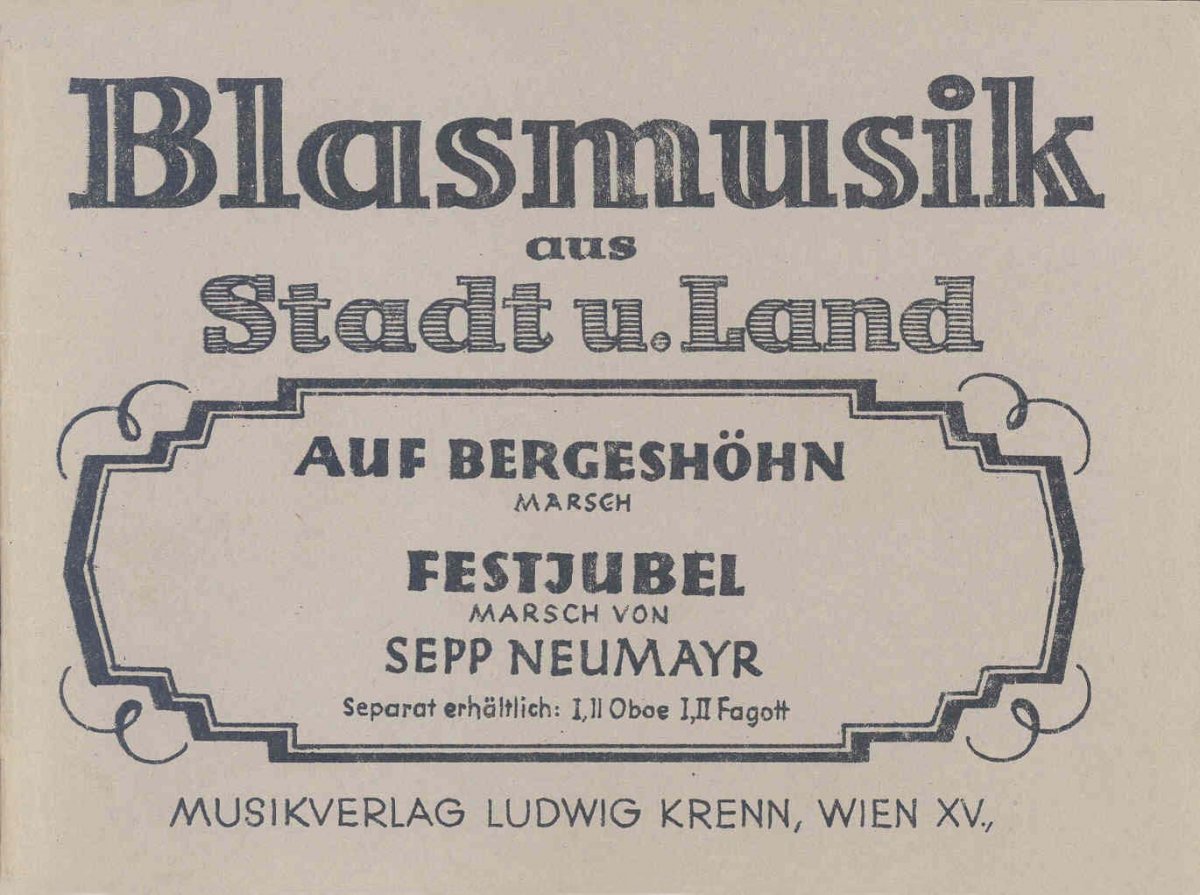 Blasmusik
aus
Stadt u. Land
AUF BERGESHÖHN
MARSCH
FESTJUBEL
MARSCH VON
SEPP NEUMAYR
Separat erhältlich: I, II Oboe I, II Fagott
MUSIKVERLAG LUDWIG KRENN, WIEN XV.,